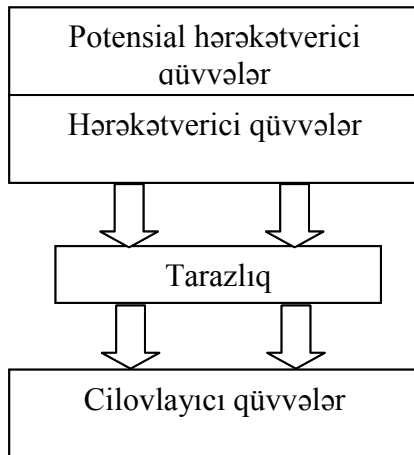 Potensial hərəkətverici
qüvvələr
Hərəkətverici qüvvələr
Tarazlıq
Cilovlayıcı qüvvələr